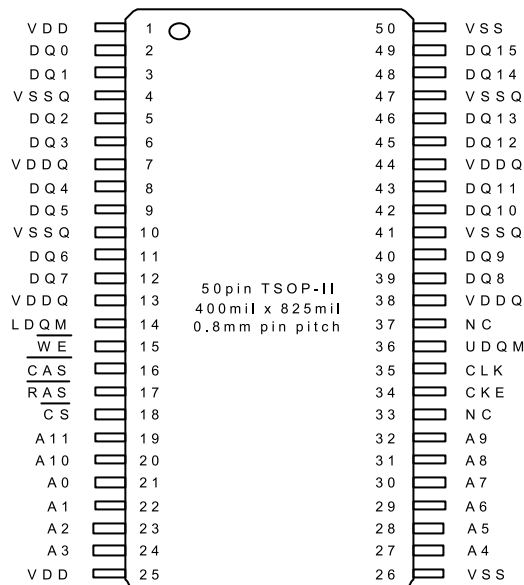 VDD 1 50 VSS
DQ0 2 49 DQ15
DQ1 3 48 DQ14
VSSQ 4 47 VSSQ
DQ2 5 46 DQ13
DQ3 6 45 DQ12
VDDQ 7 44 VDDQ
DQ4 8 43 DQ11
DQ5 9 42 DQ10
VSSQ 10 41 VSSQ
DQ6 11 40 DQ9
DQ7 12 39 DQ8
50pin TSOP-II
VDDQ 13 38 VDDQ
400mil x 825mil
LDQM 14 37 NC
0.8mm pin pitch
WE 15 36 UDQM
CAS 16 35 CLK
RAS 17 34 CKE
CS 18 33 NC
A11 19 32 A9
A10 20 31 A8
A0 21 30 A7
A1 22 29 A6
A2 23 28 A5
A3 24 27 A4
VDD 25 26 VSS